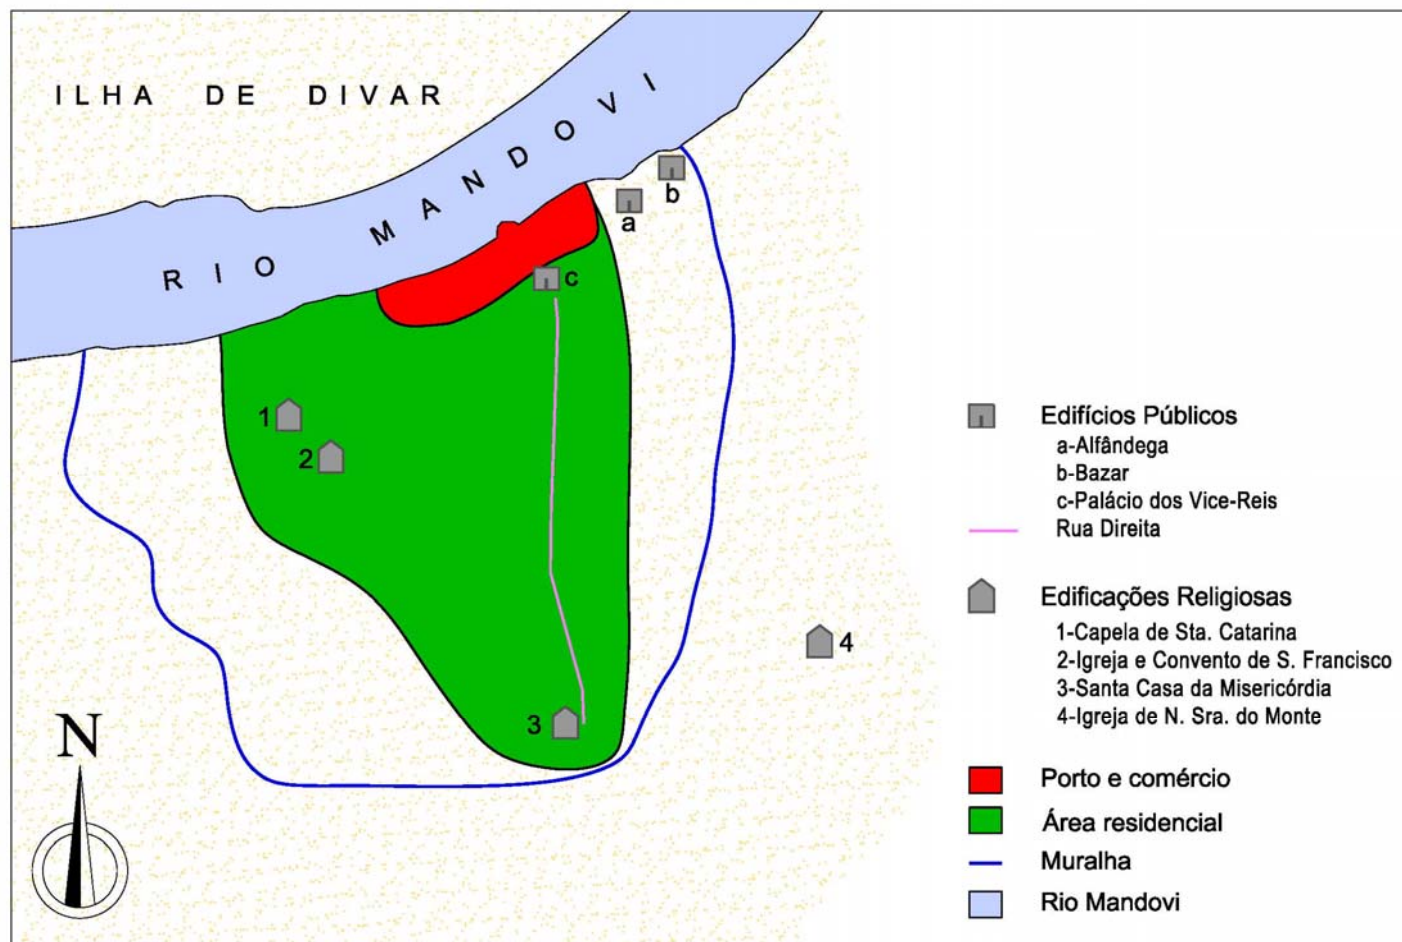 ILHA DE DIVAR
RIO MANDOVI
b
a
c
1
2
3
4
N
Edifícios Públicos
a-Alfândega
b-Bazar
c-Palácio dos Vice-Reis
Rua Direita
Edificações Religiosas
1-Capela de Sta. Catarina
2-Igreja e Convento de S. Francisco
3-Santa Casa da Misericórdia
4-Igreja de N. Sra. do Monte
Porto e comércio
Área residencial
Muralha
Rio Mandovi